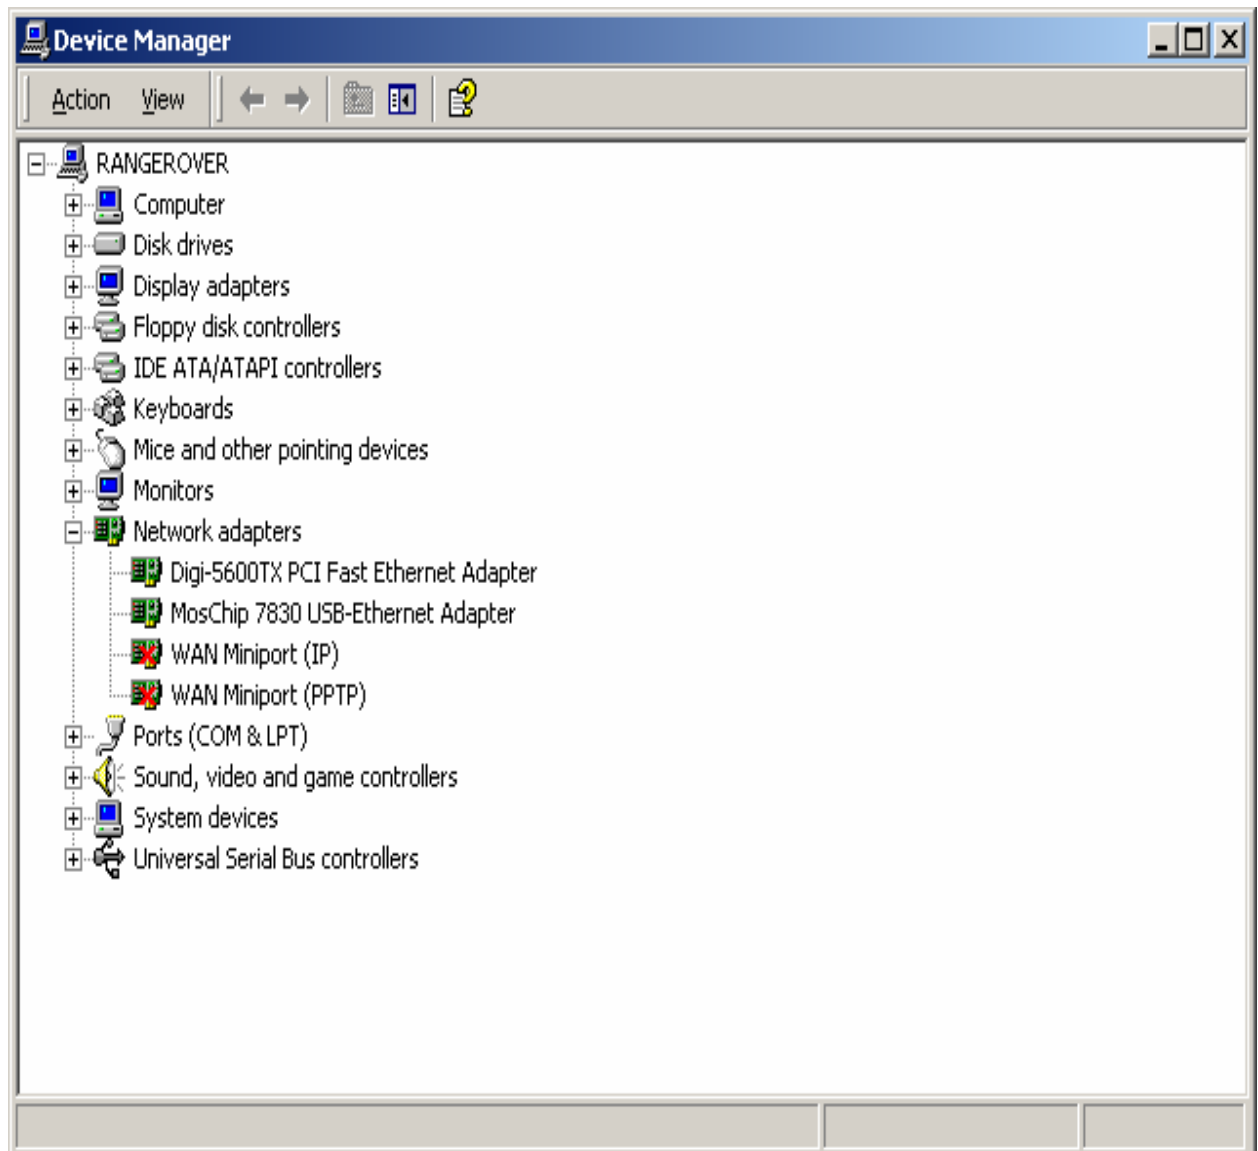 Device Manager
Action View
RANGEROVER
Computer
Disk drives
Display adapters
Floppy disk controllers
IDE ATA/ATAPI controllers
Keyboards
Mice and other pointing devices
Monitors
Network adapters
Digi-5600TX PCI Fast Ethernet Adapter
MosChip 7830 USB-Ethernet Adapter
WAN Miniport (IP)
WAN Miniport (PPTP)
Ports (COM & LPT)
Sound, video and game controllers
System devices
Universal Serial Bus controllers